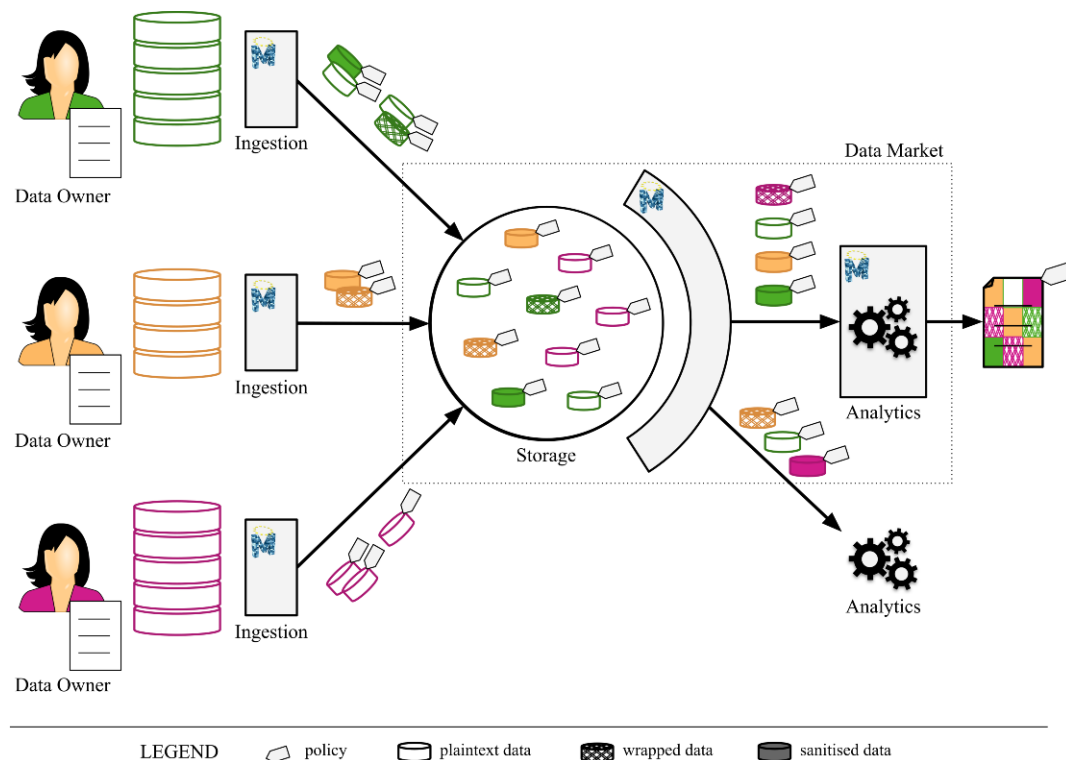 Ingestion
Data Owner
Data Market
Ingestion
Data Owner
Storage
Analytics
Ingestion
Data Owner
Analytics
LEGEND policy plaintext data wrapped data sanitised data